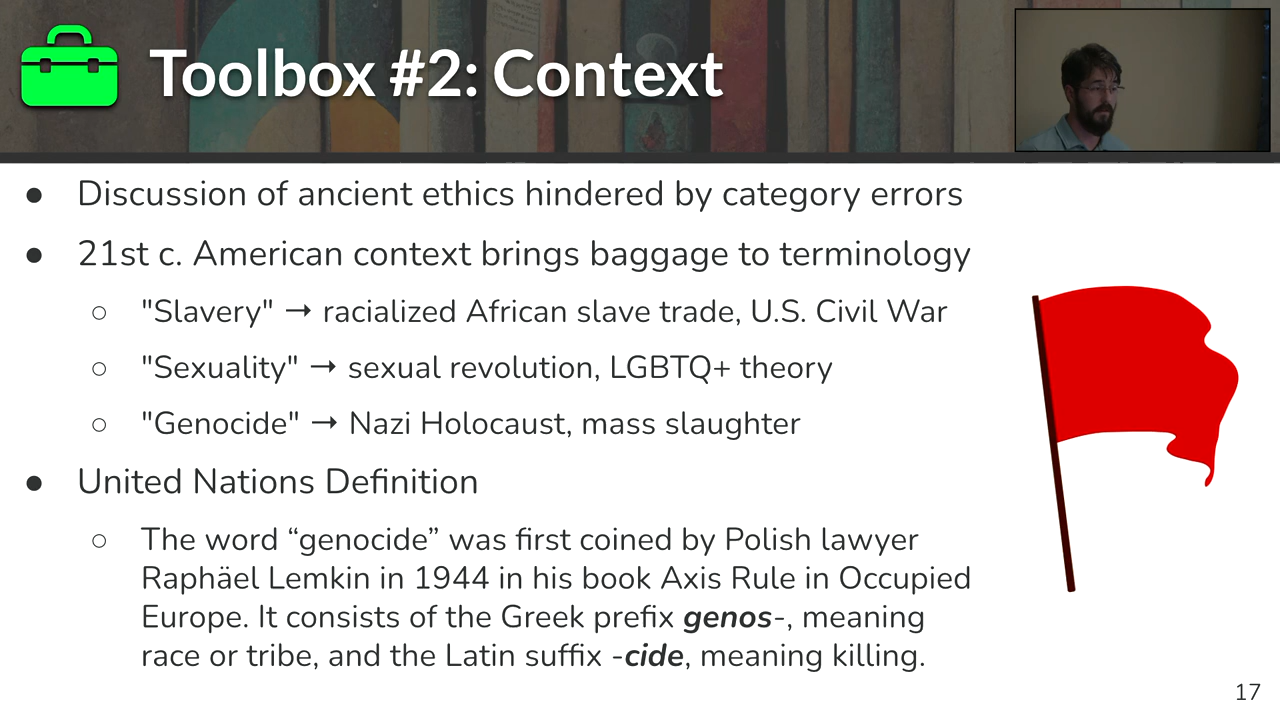 Toolbox #2: Context
● Discussion of ancient ethics hindered by category errors
● 21st c. American context brings baggage to terminology
○ "Slavery" → racialized African slave trade, U.S. Civil War
○ "Sexuality" → sexual revolution, LGBTQ+ theory
○ "Genocide" → Nazi Holocaust, mass slaughter
● United Nations Definition
○ The word “genocide” was first coined by Polish lawyer
Raphäel Lemkin in 1944 in his book Axis Rule in Occupied
Europe. It consists of the Greek prefix genos-, meaning
race or tribe, and the Latin suffix -cide, meaning killing.
17